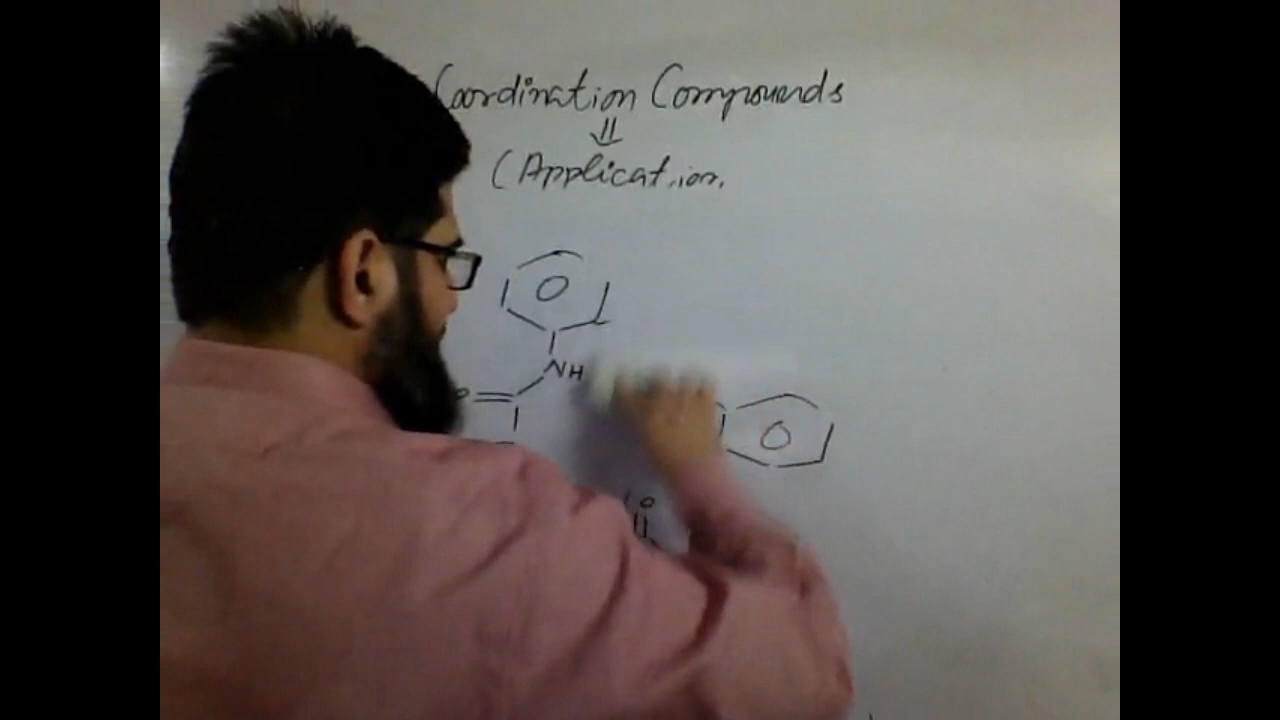 Coordination Compounds
⇓
(Application.
O
NH
O
O
O